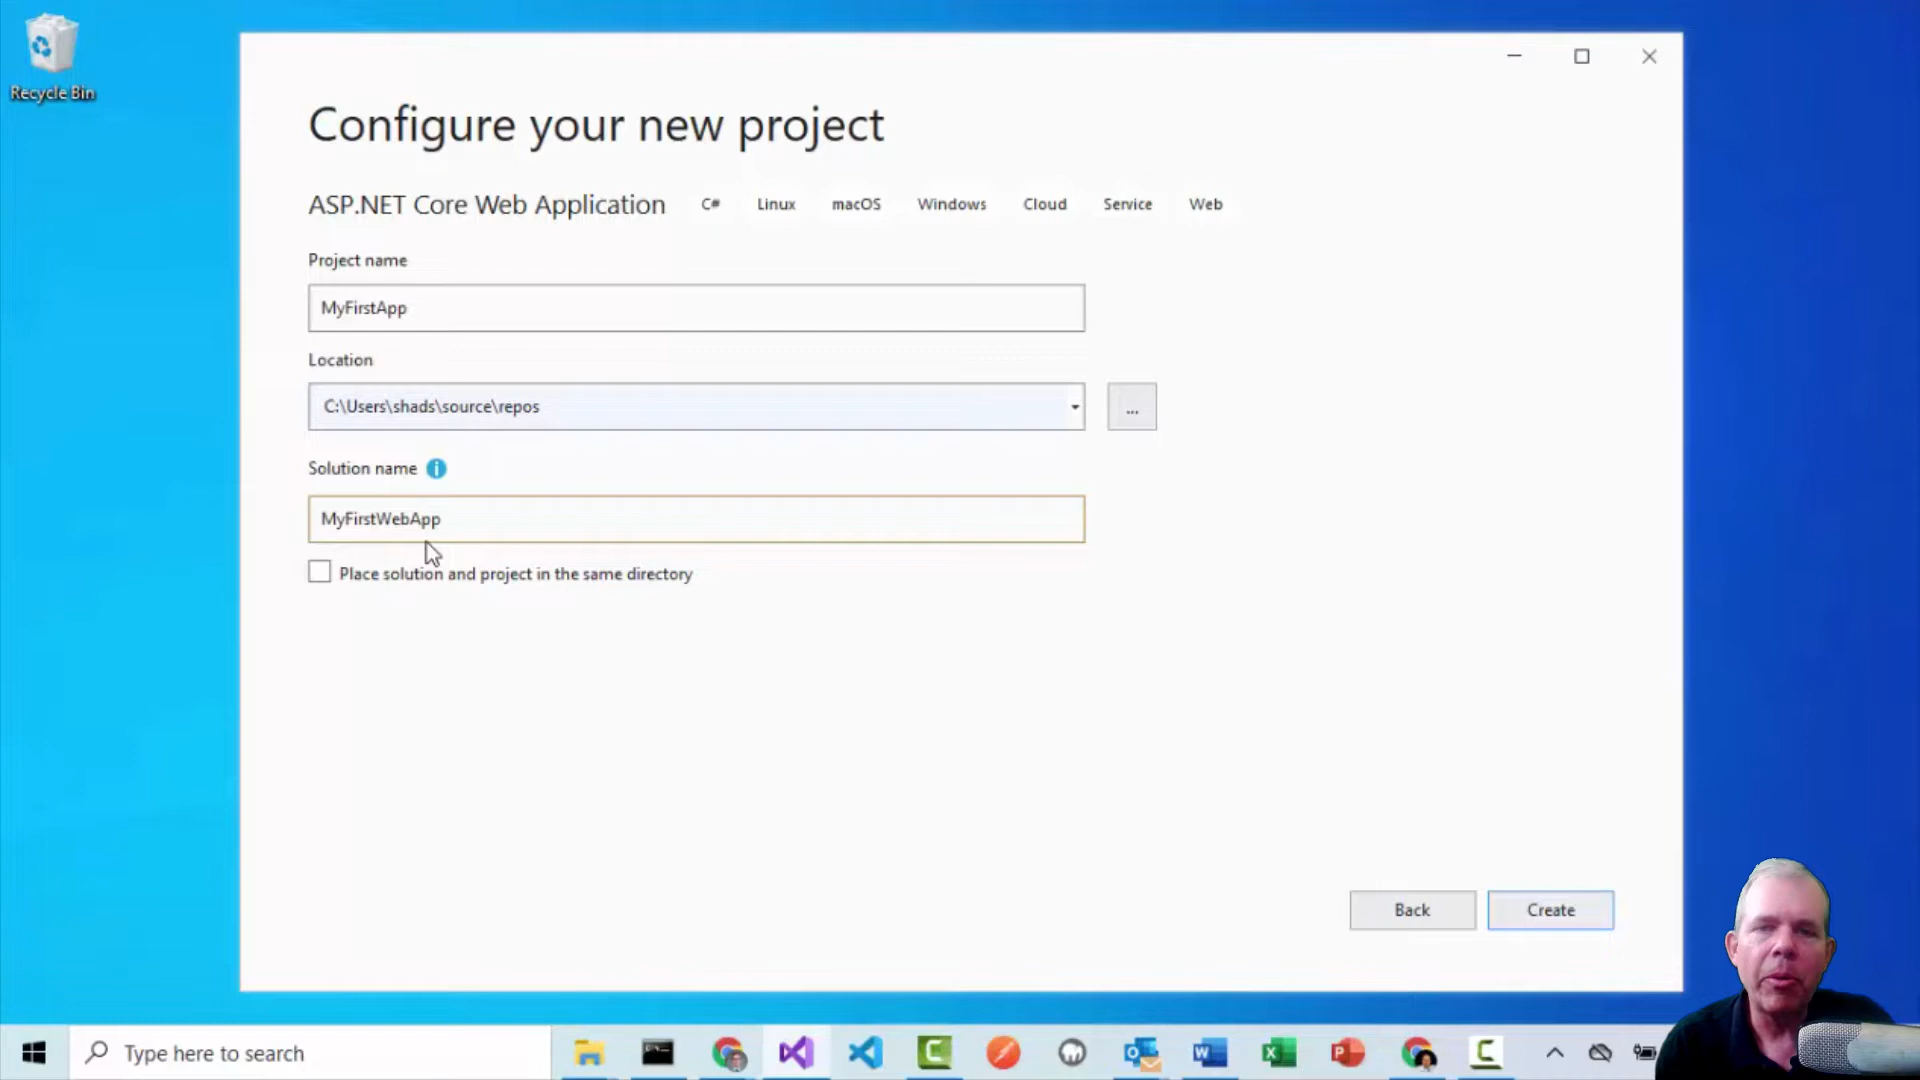 Recycle Bin
Configure your new project
ASP.NET Core Web Application C# Linux macOS Windows Cloud Service Web
Project name
MyFirstApp
Location
C:\Users\shads\source\repos
...
Solution name
MyFirstWebApp
Place solution and project in the same directory
Back
Create
Type here to search